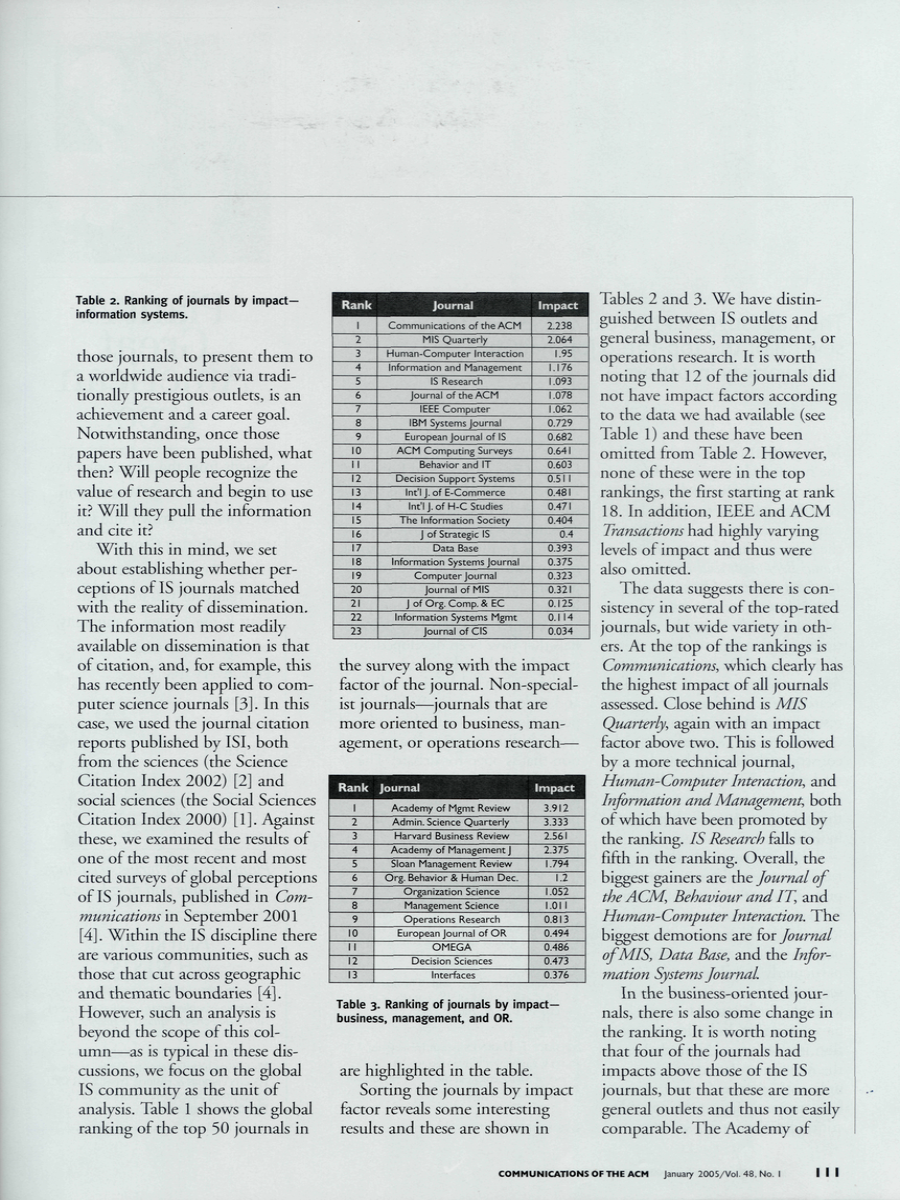 Table 2. Ranking of journals by impact—
information systems.
those journals, to present them to
a worldwide audience via tradi-
tionally prestigious outlets, is an
achievement and a career goal.
Notwithstanding, once those
papers have been published, what
then? Will people recognize the
value of research and begin to use
it? Will they pull the information
and cite it?
With this in mind, we set
about establishing whether per-
ceptions of IS journals matched
with the reality of dissemination.
The information most readily
available on dissemination is that
of citation, and, for example, this
has recently been applied to com-
puter science journals [3]. In this
case, we used the journal citation
reports published by ISI, both
from the sciences (the Science
Citation Index 2002) [2] and
social sciences (the Social Sciences
Citation Index 2000) [1]. Against
these, we examined the results of
one of the most recent and most
cited surveys of global perceptions
of IS journals, published in Com-
munications in September 2001
[4]. Within the IS discipline there
are various communities, such as
those that cut across geographic
and thematic boundaries [4].
However, such an analysis is
beyond the scope of this col-
umn—as is typical in these dis-
cussions, we focus on the global
IS community as the unit of
analysis. Table 1 shows the global
ranking of the top 50 journals in
Rank Journal Impact
1 Communications of the ACM 2.238
2 MIS Quarterly 2.064
3 Human-Computer Interaction 1.95
4 Information and Management 1.176
5 IS Research 1.093
6 Journal of the ACM 1.078
7 IEEE Computer 1.062
8 IBM Systems Journal 0.729
9 European Journal of IS 0.682
10 ACM Computing Surveys 0.641
11 Behavior and IT 0.603
12 Decision Support Systems 0.511
13 Int'l J. of E-Commerce 0.481
14 Int'l J. of H-C Studies 0.471
15 The Information Society 0.404
16 J of Strategic IS 0.4
17 Data Base 0.393
18 Information Systems Journal 0.375
19 Computer Journal 0.323
20 Journal of MIS 0.321
21 J of Org. Comp. & EC 0.125
22 Information Systems Mgmt 0.114
23 Journal of CIS 0.034
the survey along with the impact
factor of the journal. Non-special-
ist journals—journals that are
more oriented to business, man-
agement, or operations research—
Rank Journal Impact
1 Academy of Mgmt Review 3.912
2 Admin. Science Quarterly 3.333
3 Harvard Business Review 2.561
4 Academy of Management J 2.375
5 Sloan Management Review 1.794
6 Org. Behavior & Human Dec. 1.2
7 Organization Science 1.052
8 Management Science 1.011
9 Operations Research 0.813
10 European Journal of OR 0.494
11 OMEGA 0.486
12 Decision Sciences 0.473
13 Interfaces 0.376
Table 3. Ranking of journals by impact—
business, management, and OR.
are highlighted in the table.
Sorting the journals by impact
factor reveals some interesting
results and these are shown in
Tables 2 and 3. We have distin-
guished between IS outlets and
general business, management, or
operations research. It is worth
noting that 12 of the journals did
not have impact factors according
to the data we had available (see
Table 1) and these have been
omitted from Table 2. However,
none of these were in the top
rankings, the first starting at rank
18. In addition, IEEE and ACM
Transactions had highly varying
levels of impact and thus were
also omitted.
The data suggests there is con-
sistency in several of the top-rated
journals, but wide variety in oth-
ers. At the top of the rankings is
Communications, which clearly has
the highest impact of all journals
assessed. Close behind is MIS
Quarterly, again with an impact
factor above two. This is followed
by a more technical journal,
Human-Computer Interaction, and
Information and Management, both
of which have been promoted by
the ranking. IS Research falls to
fifth in the ranking. Overall, the
biggest gainers are the Journal of
the ACM, Behaviour and IT, and
Human-Computer Interaction. The
biggest demotions are for Journal
of MIS, Data Base, and the Infor-
mation Systems Journal.
In the business-oriented jour-
nals, there is also some change in
the ranking. It is worth noting
that four of the journals had
impacts above those of the IS
journals, but that these are more
general outlets and thus not easily
comparable. The Academy of
COMMUNICATIONS OF THE ACM January 2005/Vol. 48, No. 1 111